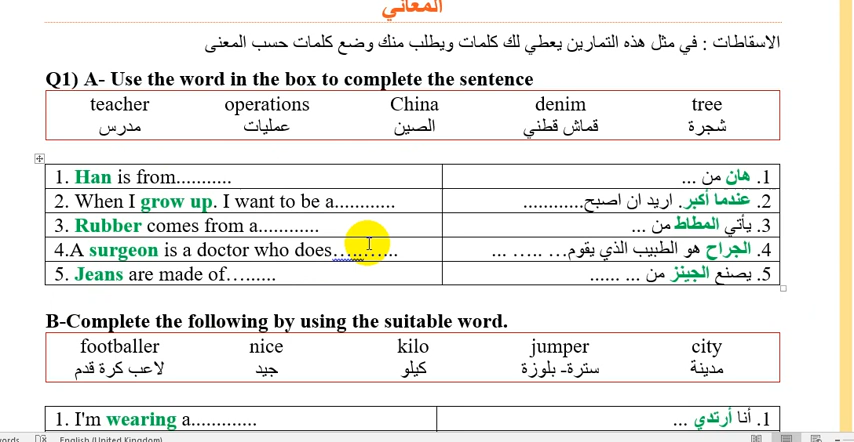 المعاني
الاسقاطات : في مثل هذه التمارين يعطي لك كلمات ويطلب منك وضع كلمات حسب المعنى
Q1) A- Use the word in the box to complete the sentence
teacher operations China denim tree
مدرس عمليات الصين قماش قطني شجرة
1. Han is from........... 1. هان من ...
2. When I grow up. I want to be a............ 2. عندما أكبر. اريد ان اصبح............
3. Rubber comes from a............ 3. يأتي المطاط من ...
4.A surgeon is a doctor who does…..…... 4. الجراح هو الطبيب الذي يقوم… ….. ...
5. Jeans are made of…...... 5. يصنع الجينز من ... ......
B-Complete the following by using the suitable word.
footballer nice kilo jumper city
لاعب كرة قدم جيد كيلو سترة- بلوزة مدينة
1. I'm wearing a............. 1. أنا أرتدي ...
English (United Kingdom)